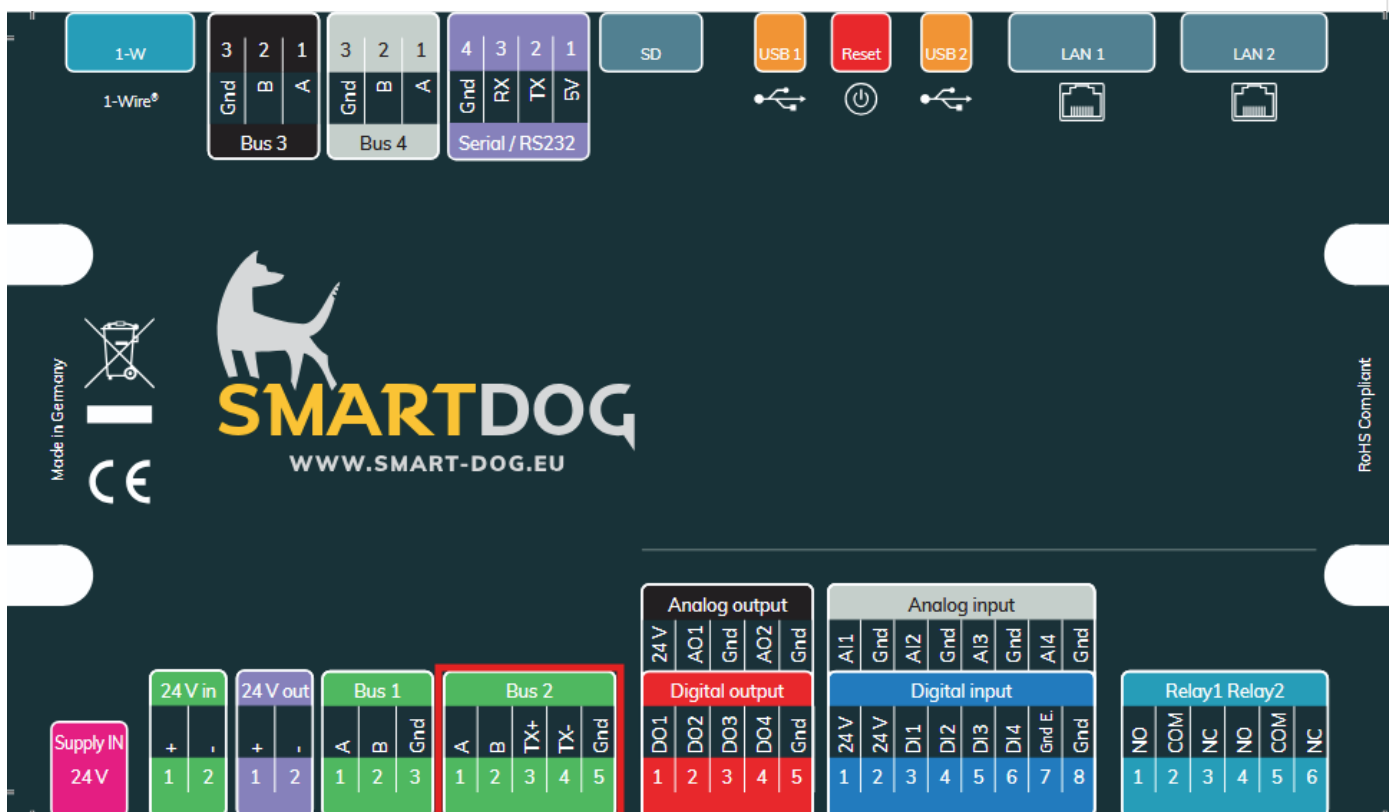 1-W
1-Wire®
3 2 1
Gnd B A
Bus 3
3 2 1
Gnd B A
Bus 4
4 3 2 1
Gnd RX TX 5V
Serial / RS232
SD
USB 1
Reset
USB 2
LAN 1
LAN 2
Made in Germany
CE
SMARTDOG
WWW.SMART-DOG.EU
RoHS Compliant
Supply IN
24 V
24 V in
+ -
1 2
24 V out
+ -
1 2
Bus 1
A B Gnd
1 2 3
Bus 2
A B TX+ TX- Gnd
1 2 3 4 5
Analog output
24 V AO1 Gnd AO2 Gnd
Digital output
DO1 DO2 DO3 DO4 Gnd
1 2 3 4 5
Analog input
AI1 Gnd AI2 Gnd AI3 Gnd AI4 Gnd
Digital input
24 V 24 V DI1 DI2 DI3 DI4 Gnd E. Gnd
1 2 3 4 5 6 7 8
Relay1 Relay2
NO COM NC NO COM NC
1 2 3 4 5 6